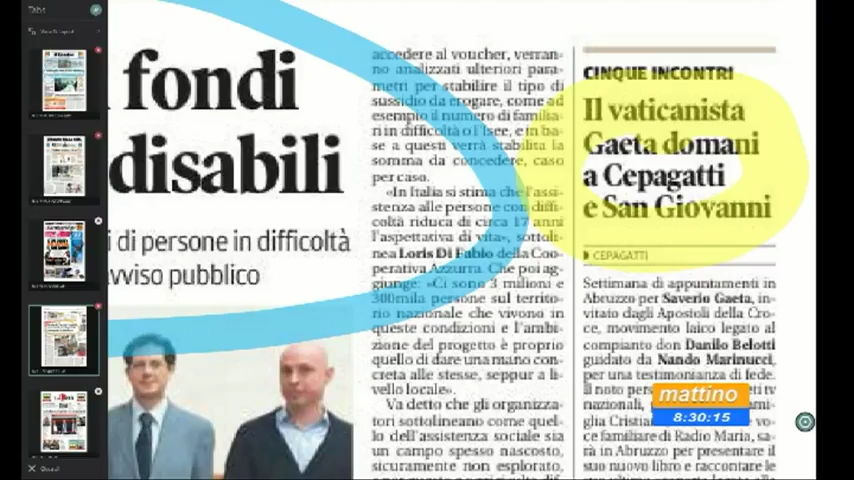 Tabs
fondi
disabili
i di persone in difficoltà
vviso pubblico
accedere al voucher, verran-
no analizzati ulteriori para-
metri per stabilire il tipo di
sussidio da erogare, come ad
esempio il numero di familia-
ri in difficoltà o l'Isee, e in ba-
se a questi verrà stabilita la
somma da concedere, caso
per caso.
«In Italia si stima che l'assi-
stenza alle persone con diffi-
coltà riduca di circa 17 anni
l'aspettativa di vita», sottoli-
nea Loris Di Fabio della Coo-
perativa Azzurra. Che poi ag-
giunge: «Ci sono 3 milioni e
300mila persone sul territo-
rio nazionale che vivono in
queste condizioni e l'ambi-
zione del progetto è proprio
quello di dare una mano con-
creta alle stesse, seppur a li-
vello locale».
Va detto che gli organizza-
tori sottolineano come quel-
lo dell'assistenza sociale sia
un campo spesso nascosto,
sicuramente non esplorato,
CINQUE INCONTRI
Il vaticanista
Gaeta domani
a Cepagatti
e San Giovanni
CEPAGATTI
Settimana di appuntamenti in
Abruzzo per Saverio Gaeta, in-
vitato dagli Apostoli della Cro-
ce, movimento laico legato al
compianto don Danilo Belotti
guidato da Nando Marinucci,
per una testimonianza di fede.
Il noto pers
nazionali,
glia Cristia
ce familiare di Radio Maria, sa-
rà in Abruzzo per presentare il
suo nuovo libro e raccontare le
mattino
8:30:15